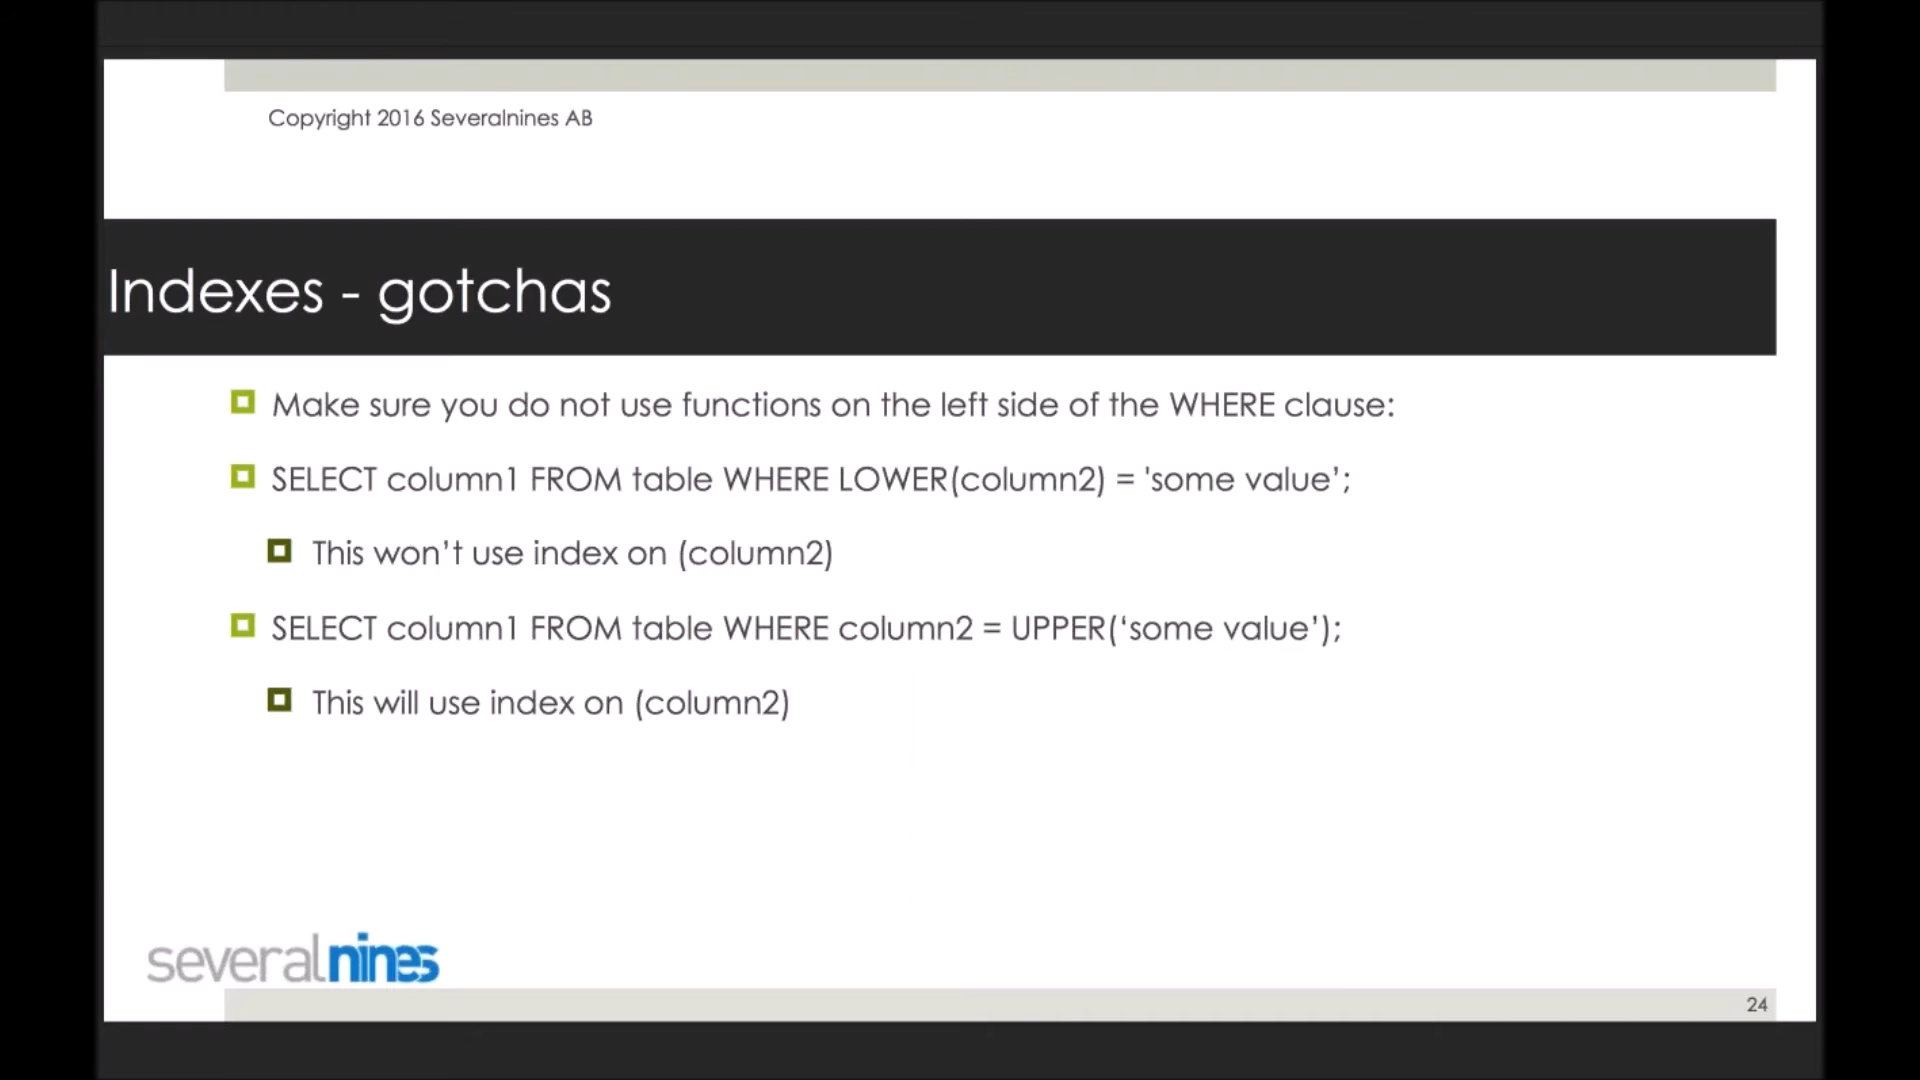 Copyright 2016 Severalnines AB
Indexes - gotchas
Make sure you do not use functions on the left side of the WHERE clause:
SELECT column1 FROM table WHERE LOWER(column2) = 'some value’;
This won’t use index on (column2)
SELECT column1 FROM table WHERE column2 = UPPER(‘some value’);
This will use index on (column2)
severalnines
24